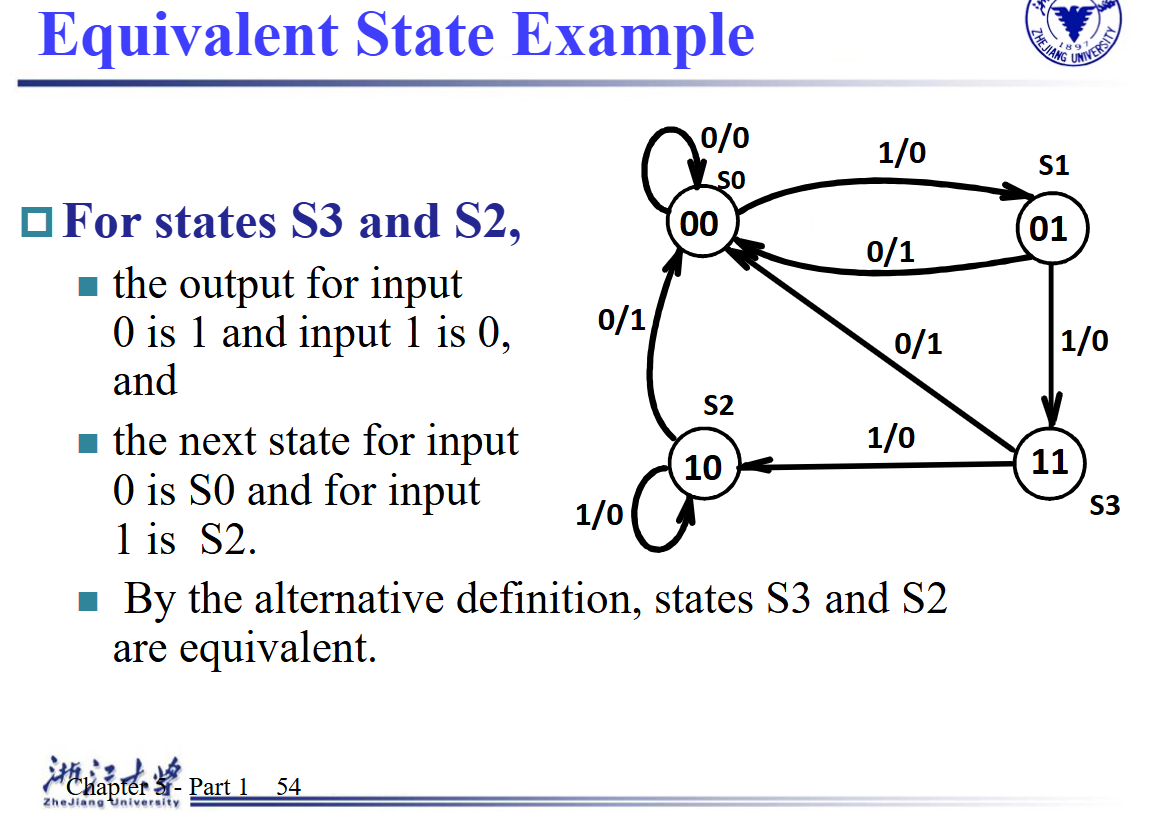 Equivalent State Example
1897
ZHEJIANG UNIVERSITY
For states S3 and S2,
the output for input
0 is 1 and input 1 is 0,
and
the next state for input
0 is S0 and for input
1 is S2.
By the alternative definition, states S3 and S2
are equivalent.
0/0
S0
00
1/0
S1
01
0/1
0/1
0/1
1/0
S2
10
1/0
1/0
11
S3
浙江大学
ZheJiang University
Chapter 5 - Part 1 54